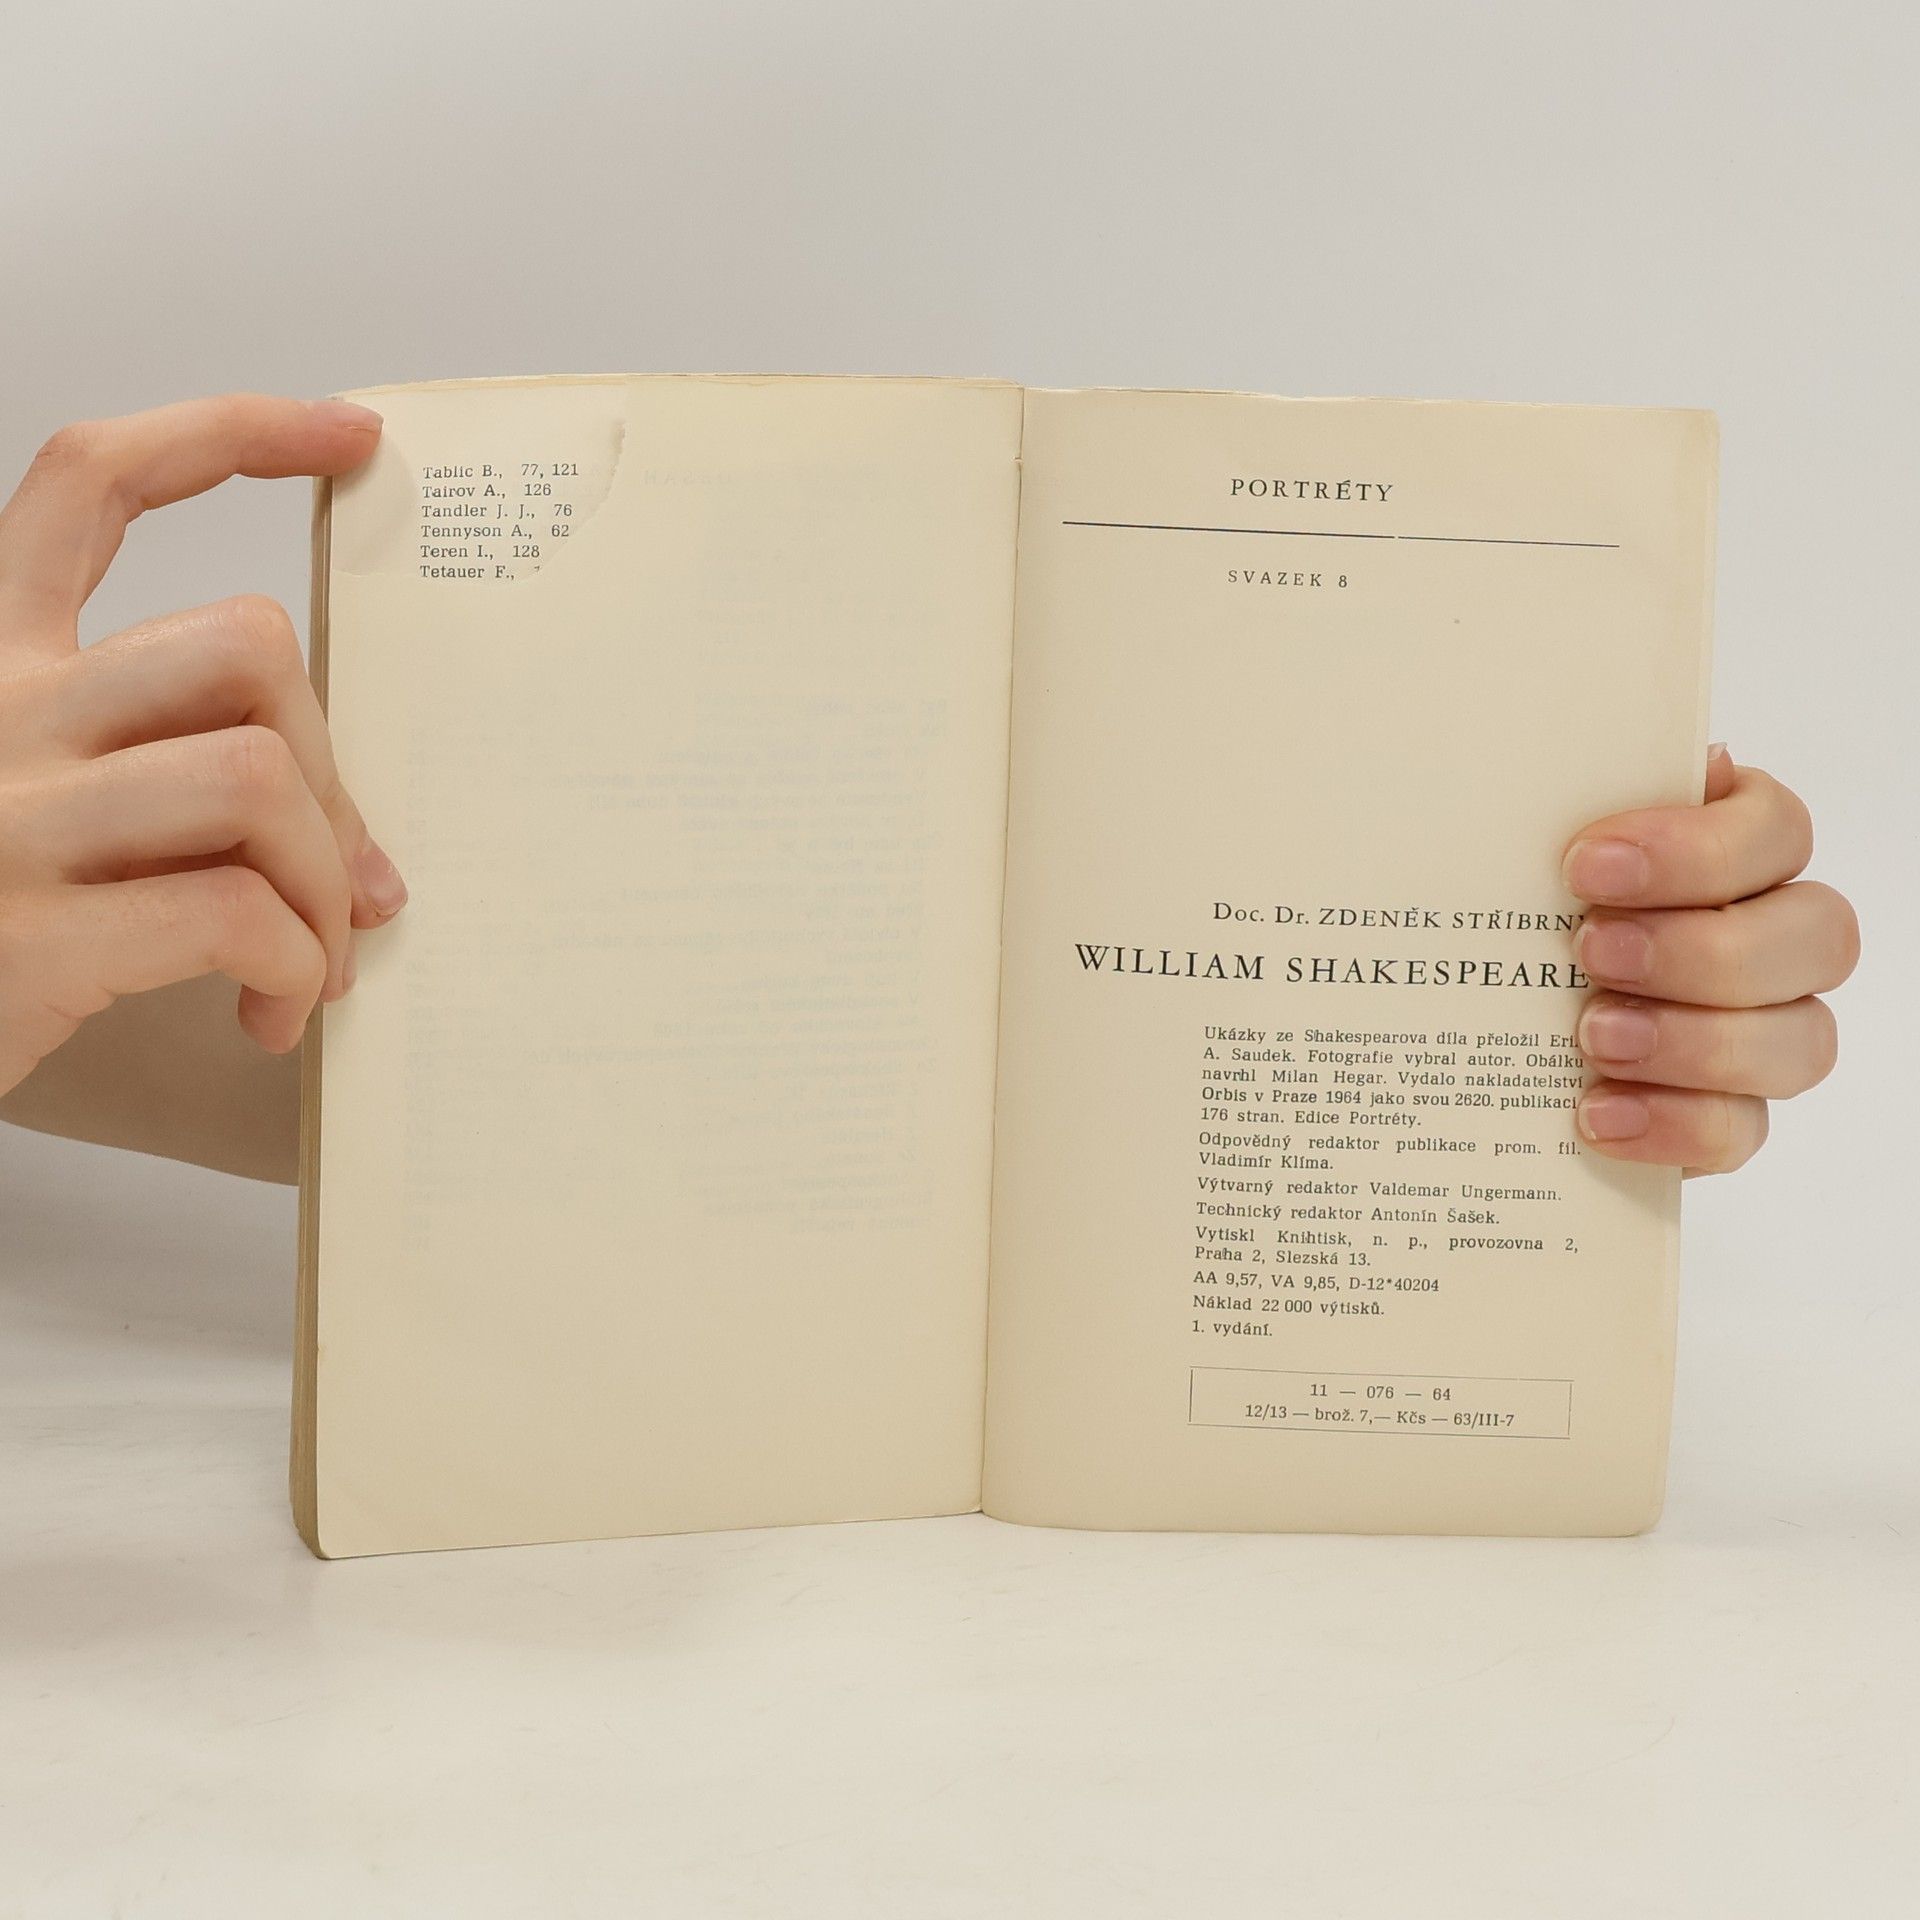 Tablic B., 77, 121
Tairov A., 126
Tandler J. J., 76
Tennyson A., 62
Teren I., 128
Tetauer F.,
PORTRÉTY
SVAZEK 8
Doc. Dr. ZDENĚK STŘÍBRNÝ
WILLIAM SHAKESPEARE
Ukázky ze Shakespearova díla přeložil
A. Saudek. Fotografie vybral autor. Obálku
navrhl Milan Hegar. Vydalo nakladatelství
Orbis v Praze 1964 jako svou 2620. publikaci.
176 stran. Edice Portréty.
Odpovědný redaktor publikace prom. fil.
Vladimír Klíma.
Výtvarný redaktor Valdemar Ungermann.
Technický redaktor Antonín Šašek.
Vytiskl Knihtisk, n. p., provozovna 2,
Praha 2, Slezská 13.
AA 9,57, VA 9,85, D-12*40204
Náklad 22 000 výtisků.
1. vydání.
11 — 076 — 64
12/13 — brož. 7,— Kčs — 63/III-7